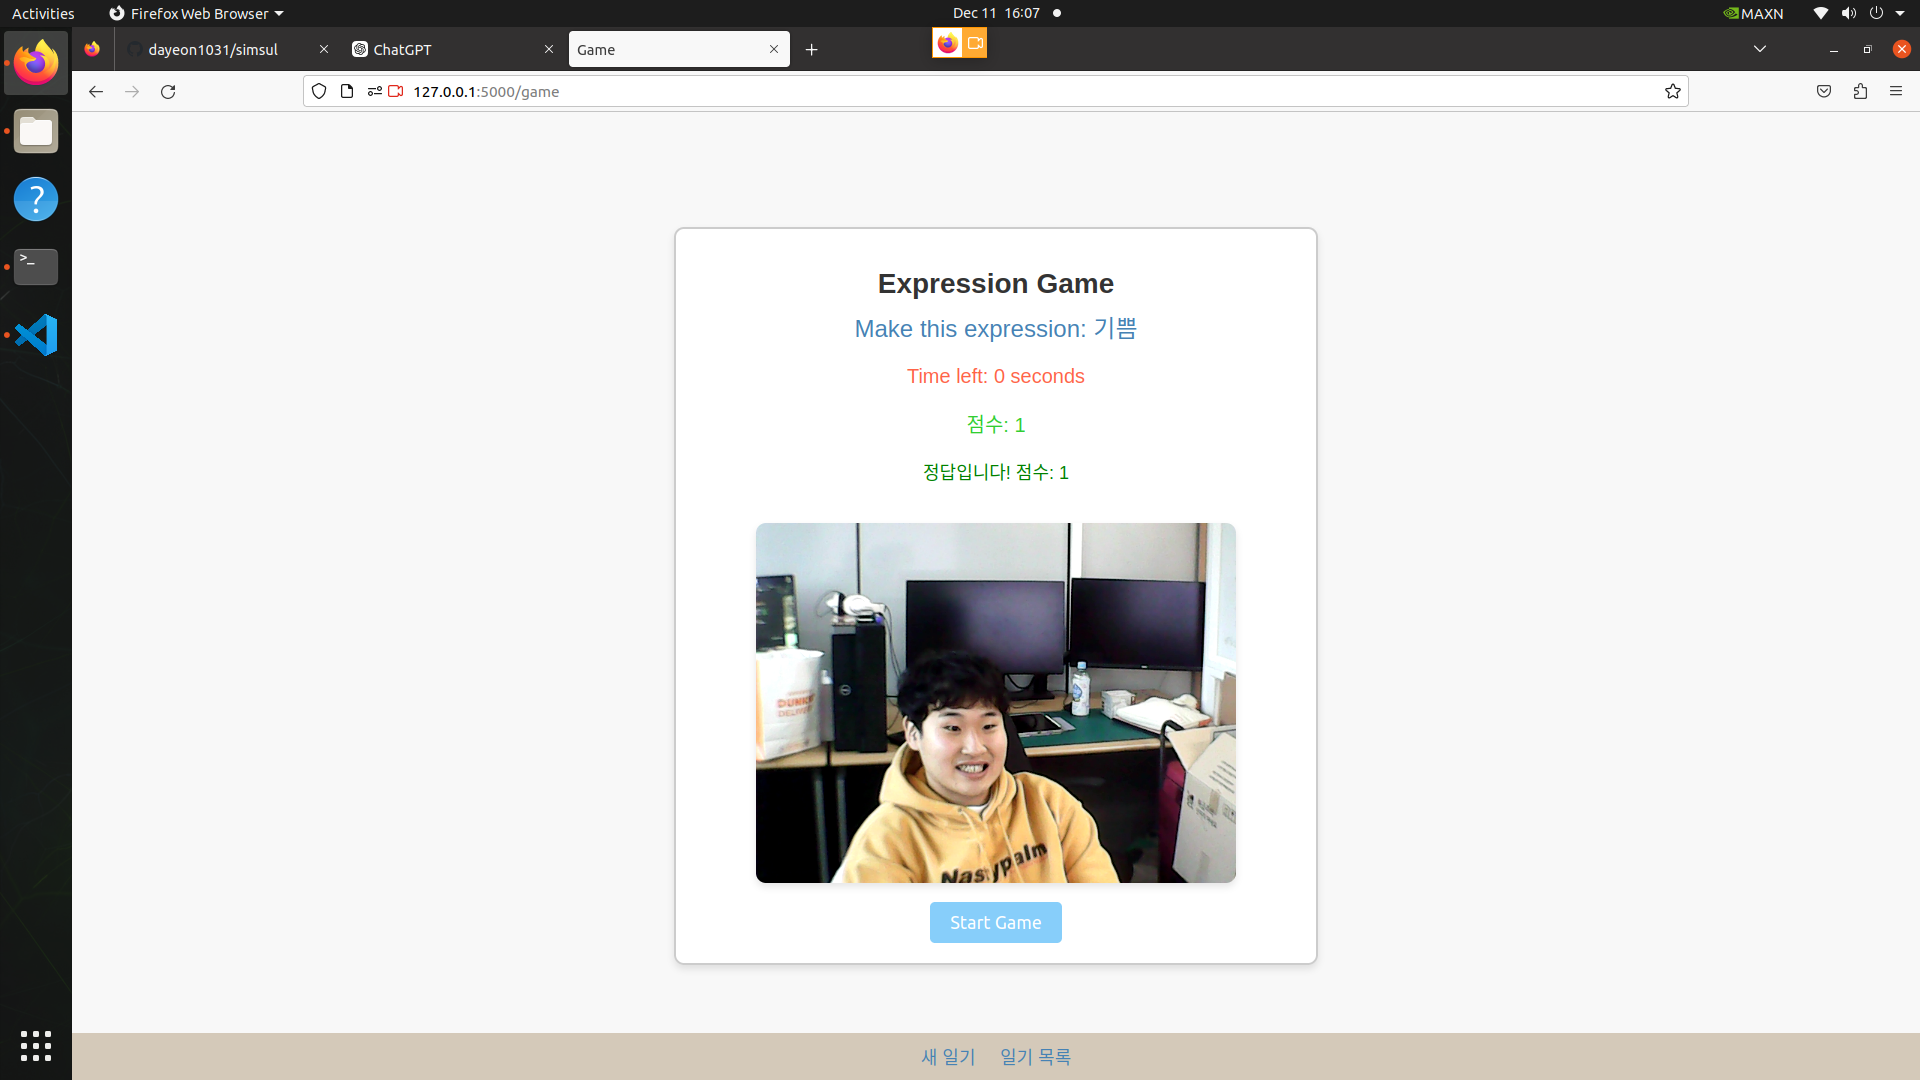 Activities
Firefox Web Browser
Dec 11 16:07
MAXN
dayeon1031/simsul
ChatGPT
Game
127.0.0.1:5000/game
Expression Game
Make this expression: 기쁨
Time left: 0 seconds
점수: 1
정답입니다! 점수: 1
DELL
NastyPalm
Start Game
새 일기
일기 목록